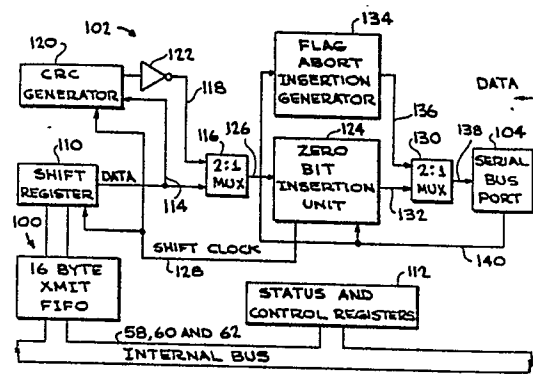 102
120
CRC
GENERATOR
122
118
134
FLAG
ABORT
INSERTION
GENERATOR
DATA
136
110
SHIFT
REGISTER
DATA
114
116
2:1
MUX
126
124
ZERO
BIT
INSERTION
UNIT
130
2:1
MUX
132
138
104
SERIAL
BUS
PORT
140
100
SHIFT CLOCK
128
16 BYTE
XMIT
FIFO
112
STATUS AND
CONTROL REGISTERS
58, 60 AND 62
INTERNAL BUS